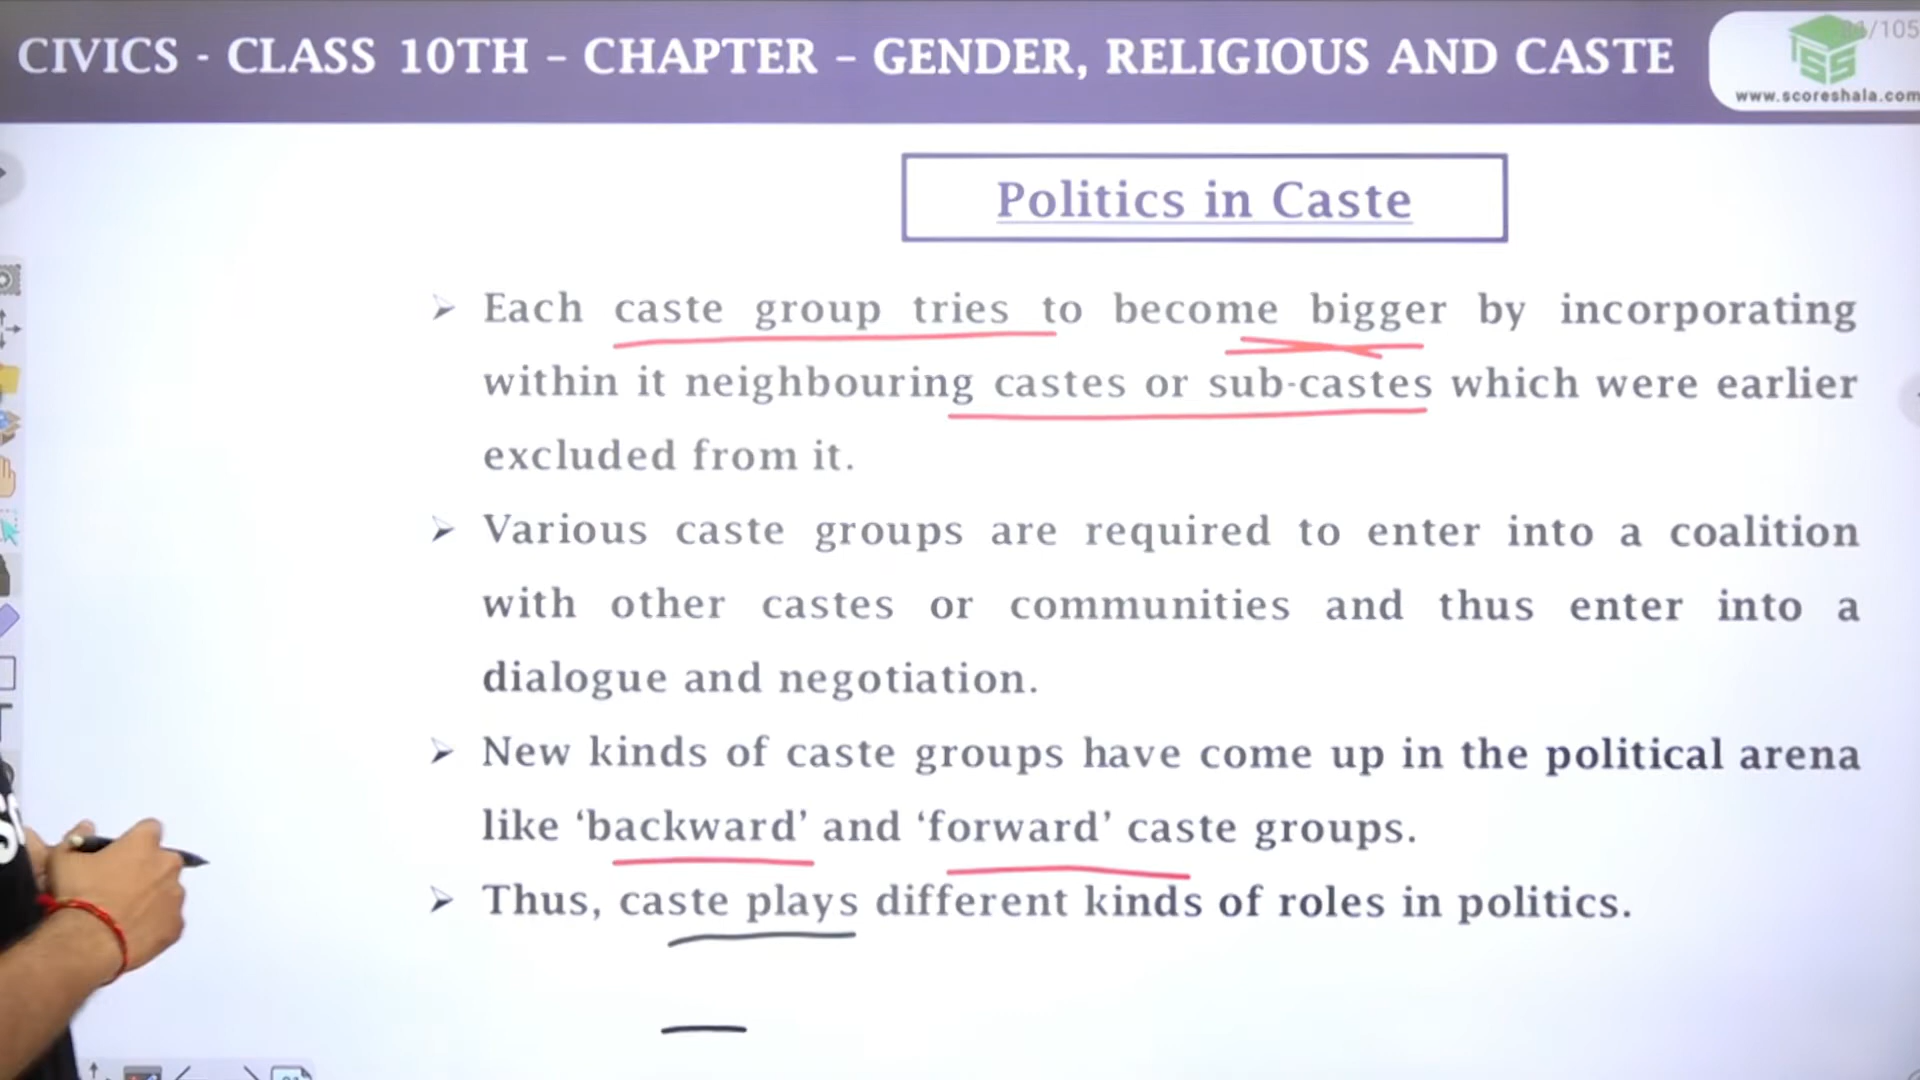 CIVICS - CLASS 10TH – CHAPTER – GENDER, RELIGIOUS AND CASTE
/105
www.scoreshala.com
Politics in Caste
Each caste group tries to become bigger by incorporating
within it neighbouring castes or sub-castes which were earlier
excluded from it.
Various caste groups are required to enter into a coalition
with other castes or communities and thus enter into a
dialogue and negotiation.
New kinds of caste groups have come up in the political arena
like ‘backward’ and ‘forward’ caste groups.
Thus, caste plays different kinds of roles in politics.